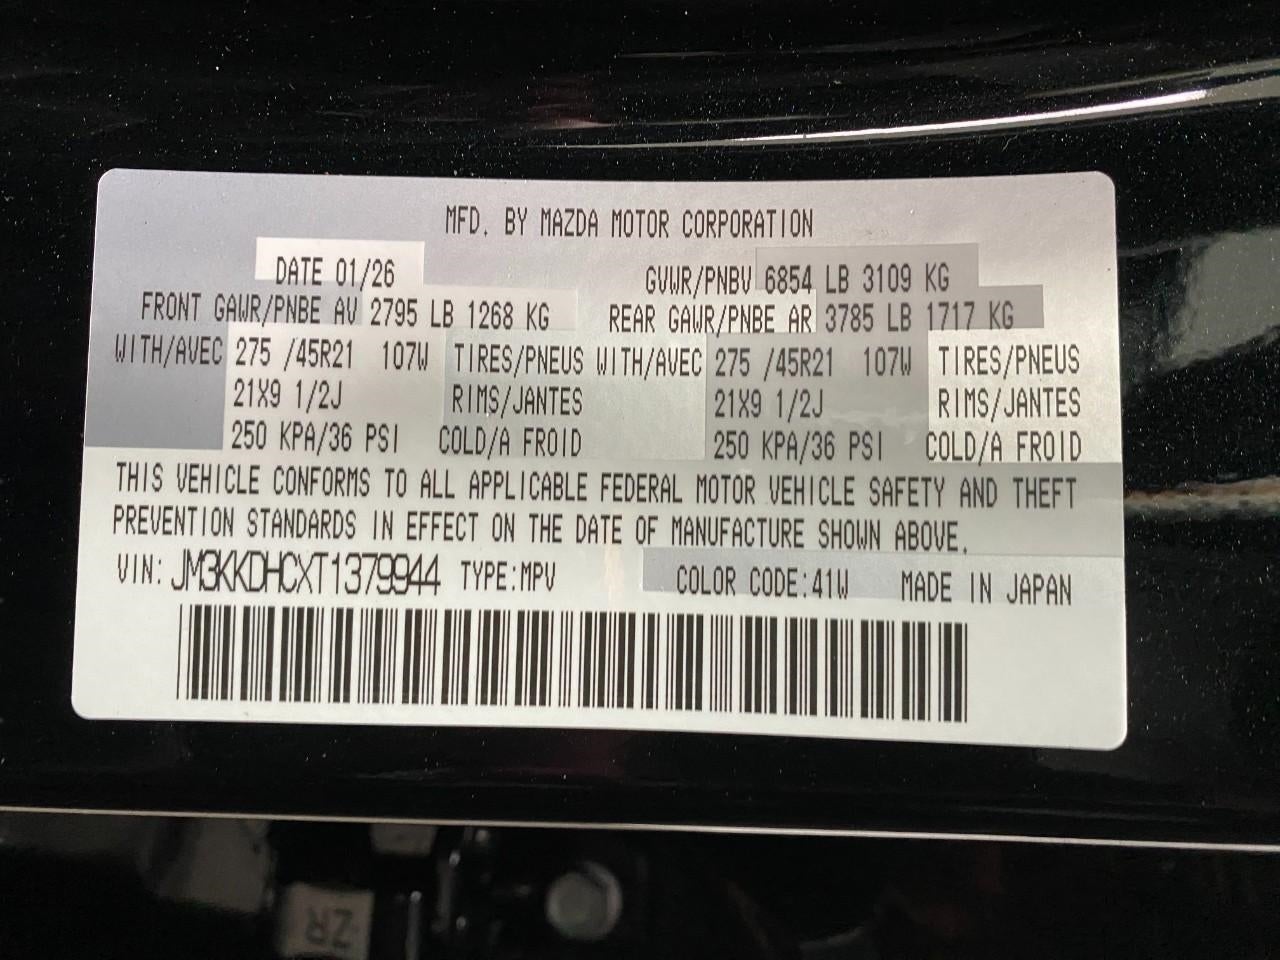 MFD. BY MAZDA MOTOR CORPORATION
DATE 01/26 GVWR/PNBV 6854 LB 3109 KG
FRONT GAWR/PNBE AV 2795 LB 1268 KG REAR GAWR/PNBE AR 3785 LB 1717 KG
WITH/AVEC 275 /45R21 107W TIRES/PNEUS WITH/AVEC 275 /45R21 107W TIRES/PNEUS
21X9 1/2J RIMS/JANTES 21X9 1/2J RIMS/JANTES
250 KPA/36 PSI COLD/A FROID 250 KPA/36 PSI COLD/A FROID
THIS VEHICLE CONFORMS TO ALL APPLICABLE FEDERAL MOTOR VEHICLE SAFETY AND THEFT
PREVENTION STANDARDS IN EFFECT ON THE DATE OF MANUFACTURE SHOWN ABOVE.
VIN: JM3KKDHCXT1379944 TYPE:MPV COLOR CODE:41W MADE IN JAPAN
ZR